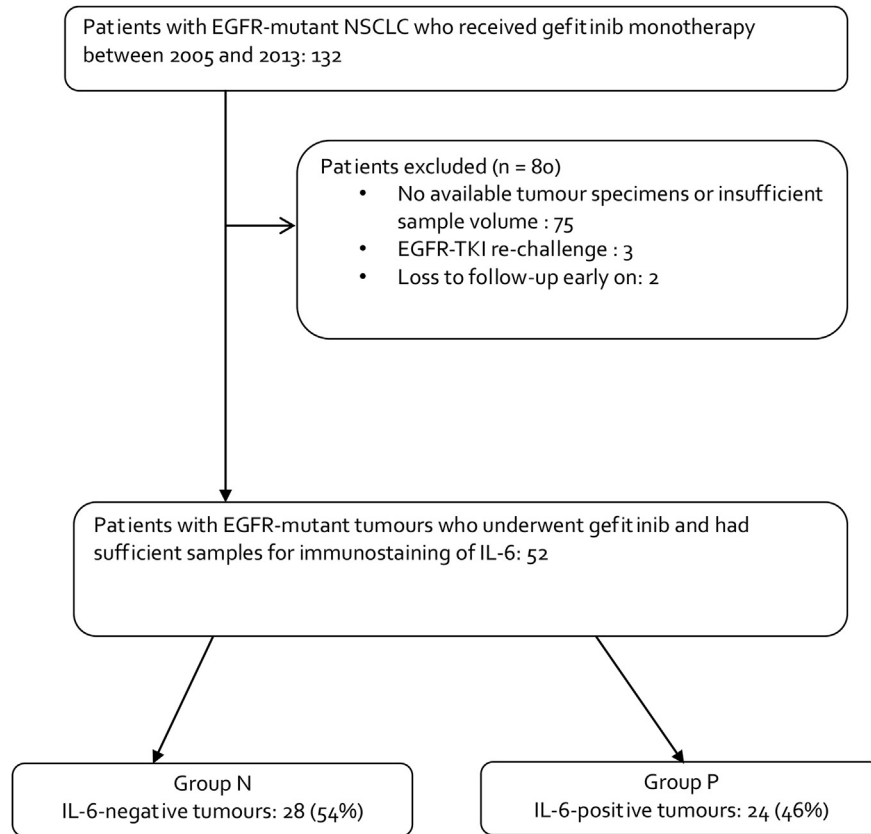 Patients with EGFR-mutant NSCLC who received gefitinib monotherapy
between 2005 and 2013: 132
Patients excluded (n = 80)
• No available tumour specimens or insufficient
sample volume : 75
• EGFR-TKI re-challenge : 3
• Loss to follow-up early on: 2
Patients with EGFR-mutant tumours who underwent gefitinib and had
sufficient samples for immunostaining of IL-6: 52
Group N
IL-6-negative tumours: 28 (54%)
Group P
IL-6-positive tumours: 24 (46%)